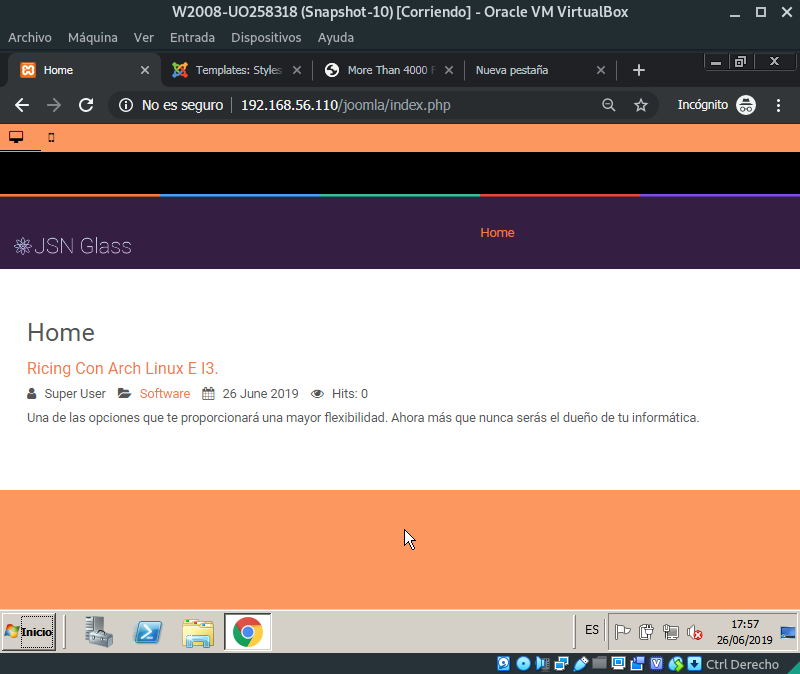 W2008-UO258318 (Snapshot-10) [Corriendo] - Oracle VM VirtualBox
Archivo Máquina Ver Entrada Dispositivos Ayuda
Home Templates: Styles More Than 4000 F Nueva pestaña
No es seguro 192.168.56.110/joomla/index.php Incógnito
JSN Glass
Home
Home
Ricing Con Arch Linux E I3.
Super User Software 26 June 2019 Hits: 0
Una de las opciones que te proporcionará una mayor flexibilidad. Ahora más que nunca serás el dueño de tu informática.
Inicio ES 17:57
26/06/2019
Ctrl Derecho